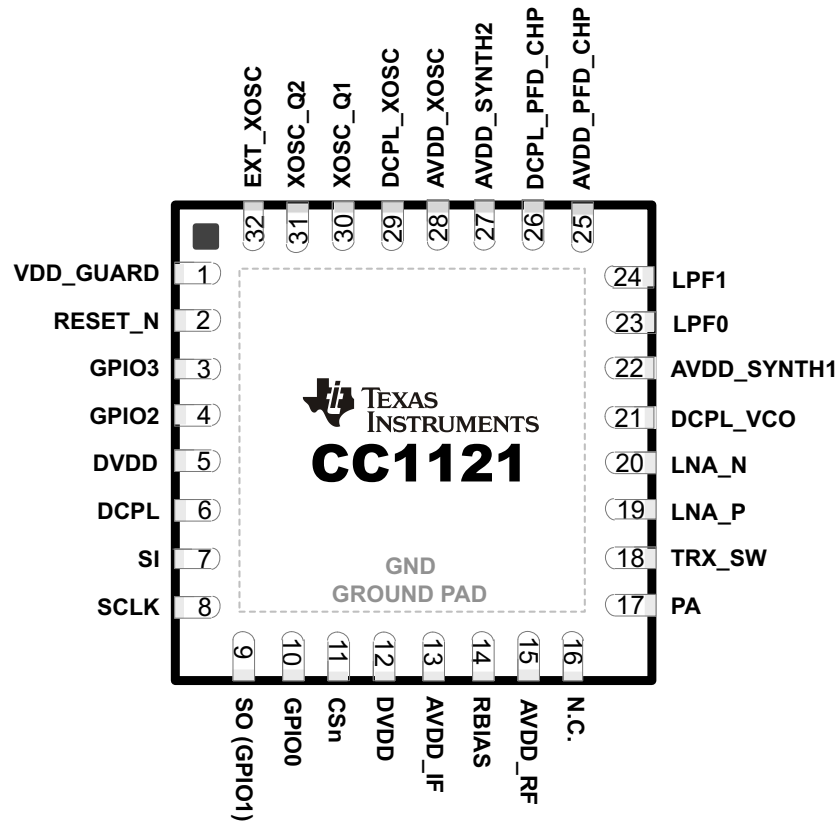 EXT_XOSC
XOSC_Q2
XOSC_Q1
DCPL_XOSC
AVDD_XOSC
AVDD_SYNTH2
DCPL_PFD_CHP
AVDD_PFD_CHP
32
31
30
29
28
27
26
25
VDD_GUARD 1
RESET_N 2
GPIO3 3
GPIO2 4
DVDD 5
DCPL 6
SI 7
SCLK 8
24 LPF1
23 LPF0
22 AVDD_SYNTH1
21 DCPL_VCO
20 LNA_N
19 LNA_P
18 TRX_SW
17 PA
TEXAS
INSTRUMENTS
CC1121
GND
GROUND PAD
9
10
11
12
13
14
15
16
SO (GPIO1)
GPIO0
CSn
DVDD
AVDD_IF
RBIAS
AVDD_RF
N.C.